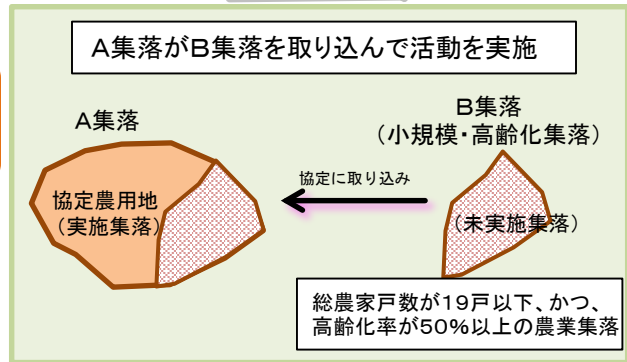 A集落がB集落を取り込んで活動を実施
A集落
B集落
(小規模・高齢化集落)
協定に取り込み
協定農用地
(実施集落)
(未実施集落)
総農家戸数が19戸以下、かつ、
高齢化率が50%以上の農業集落